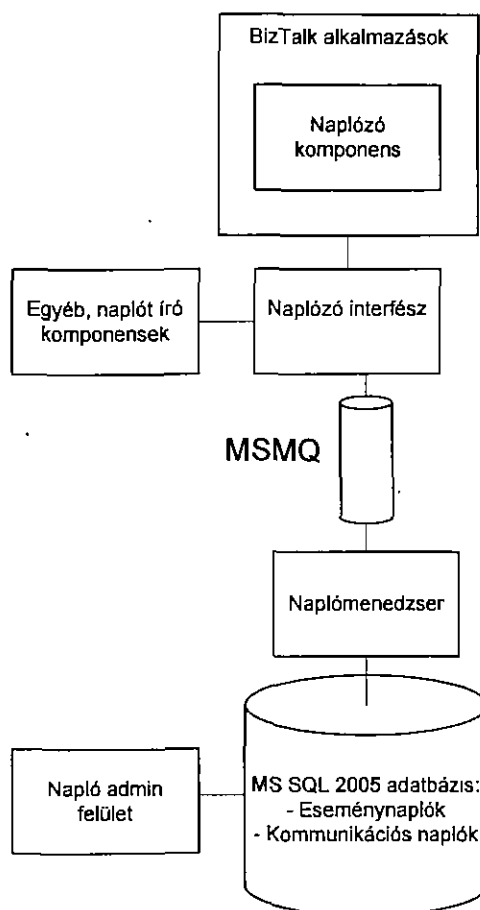 BizTalk alkalmazások
Naplózó
komponens
Egyéb, naplót író
komponensek
Naplózó interfész
MSMQ
Naplómenedzser
Napló admin
felület
MS SQL 2005 adatbázis:
- Eseménynaplók
- Kommunikációs naplók